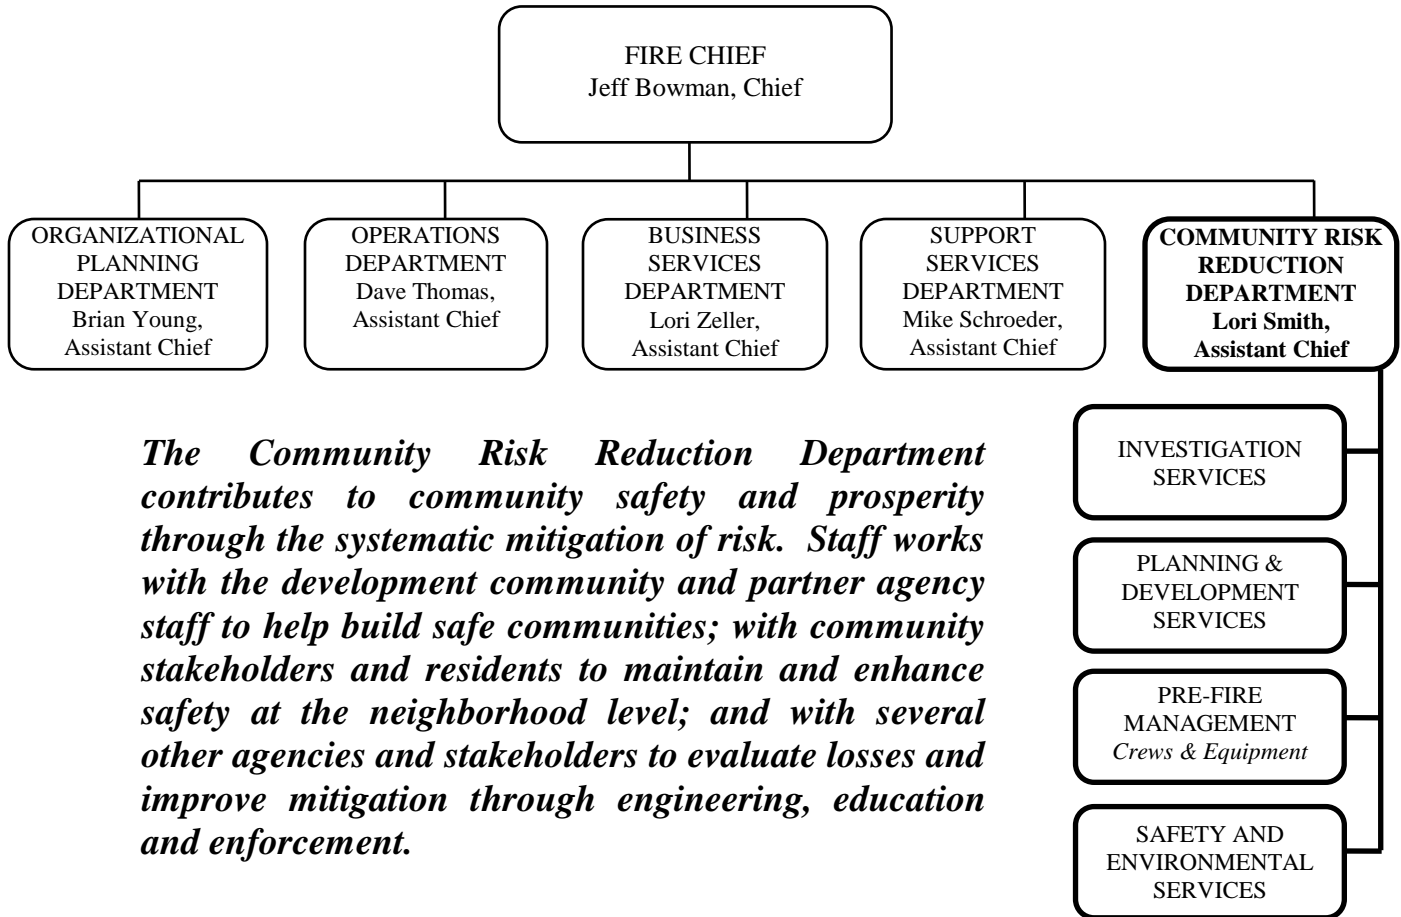 FIRE CHIEF
Jeff Bowman, Chief
ORGANIZATIONAL
PLANNING
DEPARTMENT
Brian Young,
Assistant Chief
OPERATIONS
DEPARTMENT
Dave Thomas,
Assistant Chief
BUSINESS
SERVICES
DEPARTMENT
Lori Zeller,
Assistant Chief
SUPPORT
SERVICES
DEPARTMENT
Mike Schroeder,
Assistant Chief
COMMUNITY RISK
REDUCTION
DEPARTMENT
Lori Smith,
Assistant Chief
The Community Risk Reduction Department
contributes to community safety and prosperity
through the systematic mitigation of risk. Staff works
with the development community and partner agency
staff to help build safe communities; with community
stakeholders and residents to maintain and enhance
safety at the neighborhood level; and with several
other agencies and stakeholders to evaluate losses and
improve mitigation through engineering, education
and enforcement.
INVESTIGATION
SERVICES
PLANNING &
DEVELOPMENT
SERVICES
PRE-FIRE
MANAGEMENT
Crews & Equipment
SAFETY AND
ENVIRONMENTAL
SERVICES